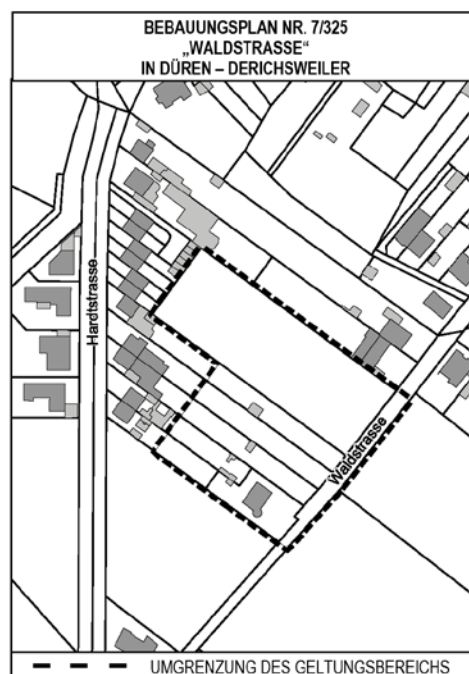 BEBAUUNGSPLAN NR. 7/325
„WALDSTRASSE“
IN DÜREN – DERICHSWEILER
Hardtstrasse
Waldstrasse
UMGRENZUNG DES GELTUNGSBEREICHS